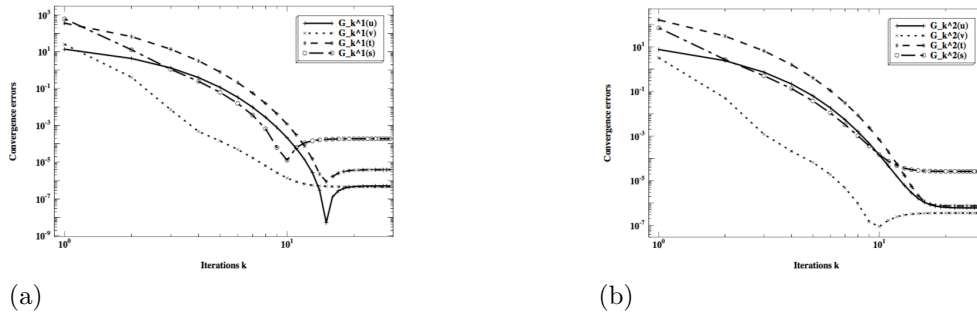 10^3
10^1
10^-1
10^-3
10^-5
10^-7
10^-9
Convergence errors
10^0
10^1
Iterations k
G_k^1(u)
G_k^1(v)
G_k^1(t)
G_k^1(s)
(a)
10^1
10^-1
10^-3
10^-5
10^-7
Convergence errors
10^0
10^1
Iterations k
G_k^2(u)
G_k^2(v)
G_k^2(t)
G_k^2(s)
(b)